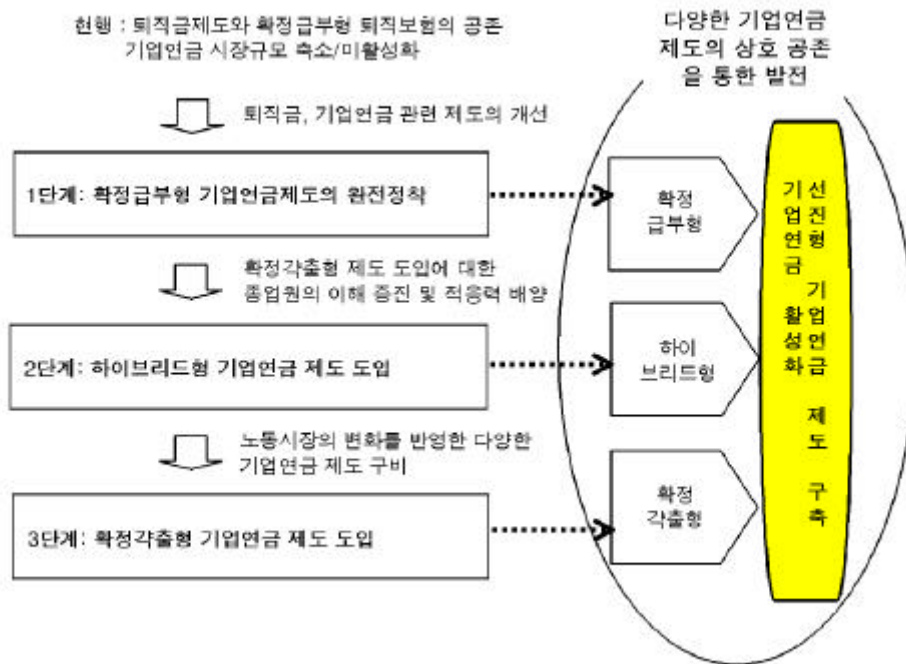 현행 : 퇴직금제도와 확정급부형 퇴직보험의 공존
기업연금 시장규모 축소/미활성화
퇴직금, 기업연금 관련 제도의 개선
1단계: 확정급부형 기업연금제도의 완전정착
확정각출형 제도 도입에 대한
종업원의 이해 증진 및 적응력 배양
2단계: 하이브리드형 기업연금 제도 도입
노동시장의 변화를 반영한 다양한
기업연금 제도 구비
3단계: 확정갹출형 기업연금 제도 도입
다양한 기업연금
제도의 상호 공존
을 통한 발전
확정
급부형
하이
브리드형
확정
각출형
선진형 기업연금 제도 구축
기업연금 활성화